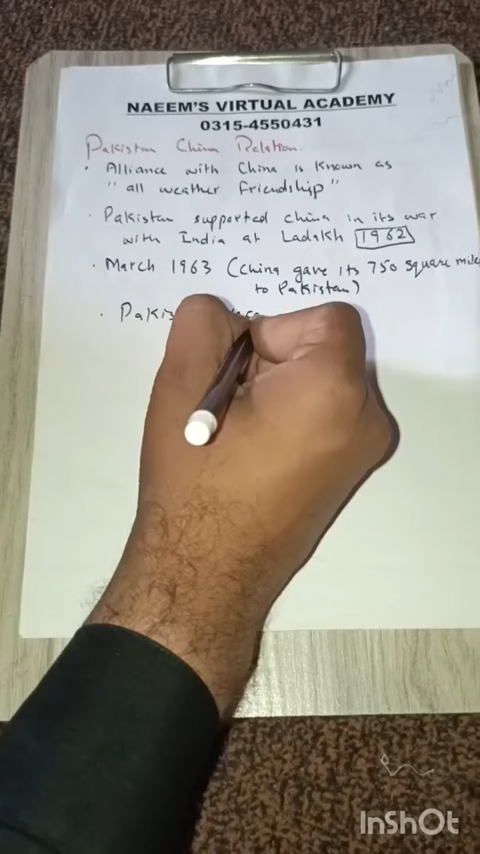 NAEEM'S VIRTUAL ACADEMY
0315-4550431
Pakistan China Relation.
• Alliance with China is known as
" all weather Friendship "
• Pakistan supported china in its war
with India at Ladakh 1962
• March 1963 (China gave its 750 square mile
to Pakistan)
•
InShOt